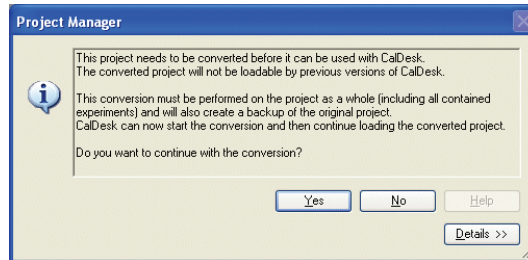 Project Manager
This project needs to be converted before it can be used with CalDesk.
The converted project will not be loadable by previous versions of CalDesk.
This conversion must be performed on the project as a whole (including all contained
experiments) and will also create a backup of the original project.
CalDesk can now start the conversion and then continue loading the converted project.
Do you want to continue with the conversion?
Yes No Help
Details >>